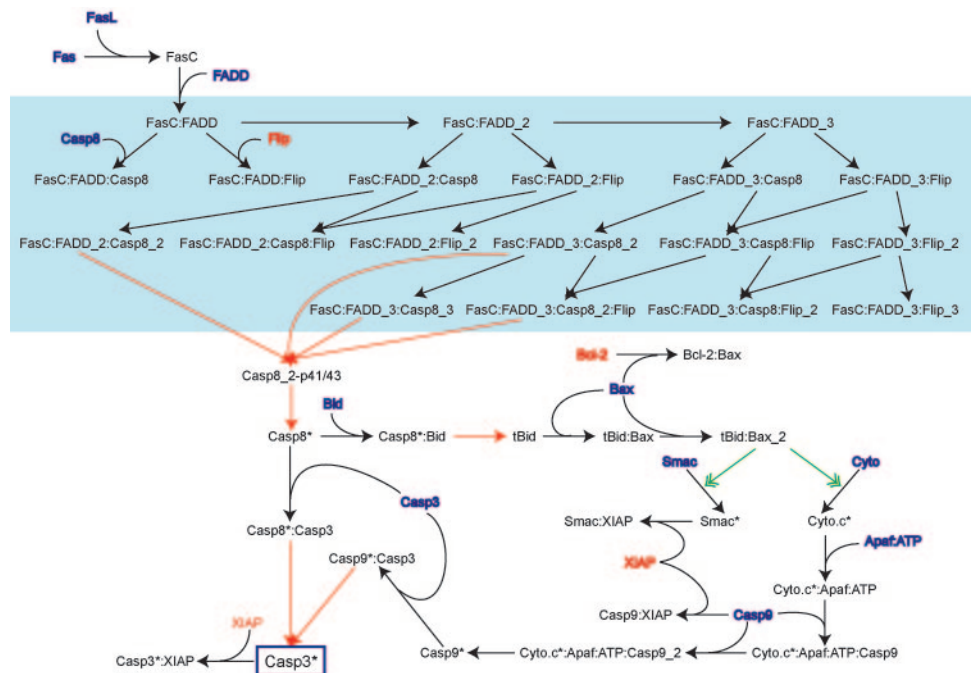 FasL
Fas FasC
FADD
FasC:FADD FasC:FADD_2 FasC:FADD_3
Casp8 Flip
FasC:FADD:Casp8 FasC:FADD:Flip FasC:FADD_2:Casp8 FasC:FADD_2:Flip FasC:FADD_3:Casp8 FasC:FADD_3:Flip
FasC:FADD_2:Casp8_2 FasC:FADD_2:Casp8:Flip FasC:FADD_2:Flip_2 FasC:FADD_3:Casp8_2 FasC:FADD_3:Casp8:Flip FasC:FADD_3:Flip_2
FasC:FADD_3:Casp8_3 FasC:FADD_3:Casp8_2:Flip FasC:FADD_3:Casp8:Flip_2 FasC:FADD_3:Flip_3
Bcl-2 Bcl-2:Bax
Casp8_2-p41/43
Bax
Bid
Casp8* Casp8*:Bid tBid tBid:Bax tBid:Bax_2
Smac Cyto
Casp3
Smac:XIAP Smac* Cyto.c*
Casp8*:Casp3
Apaf:ATP
Casp9*:Casp3 XIAP
Cyto.c*:Apaf:ATP
Casp9:XIAP Casp9
XIAP
Casp9* Cyto.c*:Apaf:ATP:Casp9_2 Cyto.c*:Apaf:ATP:Casp9
Casp3*:XIAP Casp3*